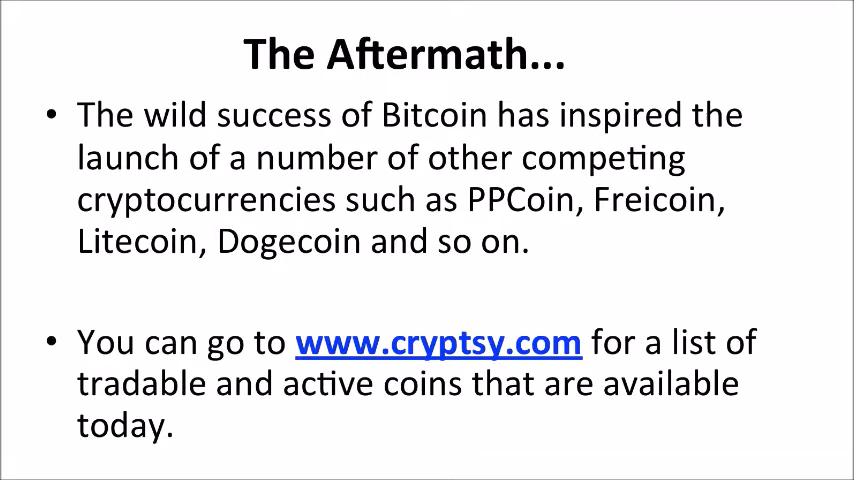 The Aftermath...
• The wild success of Bitcoin has inspired the
launch of a number of other competing
cryptocurrencies such as PPCoin, Freicoin,
Litecoin, Dogecoin and so on.
• You can go to www.cryptsy.com for a list of
tradable and active coins that are available
today.